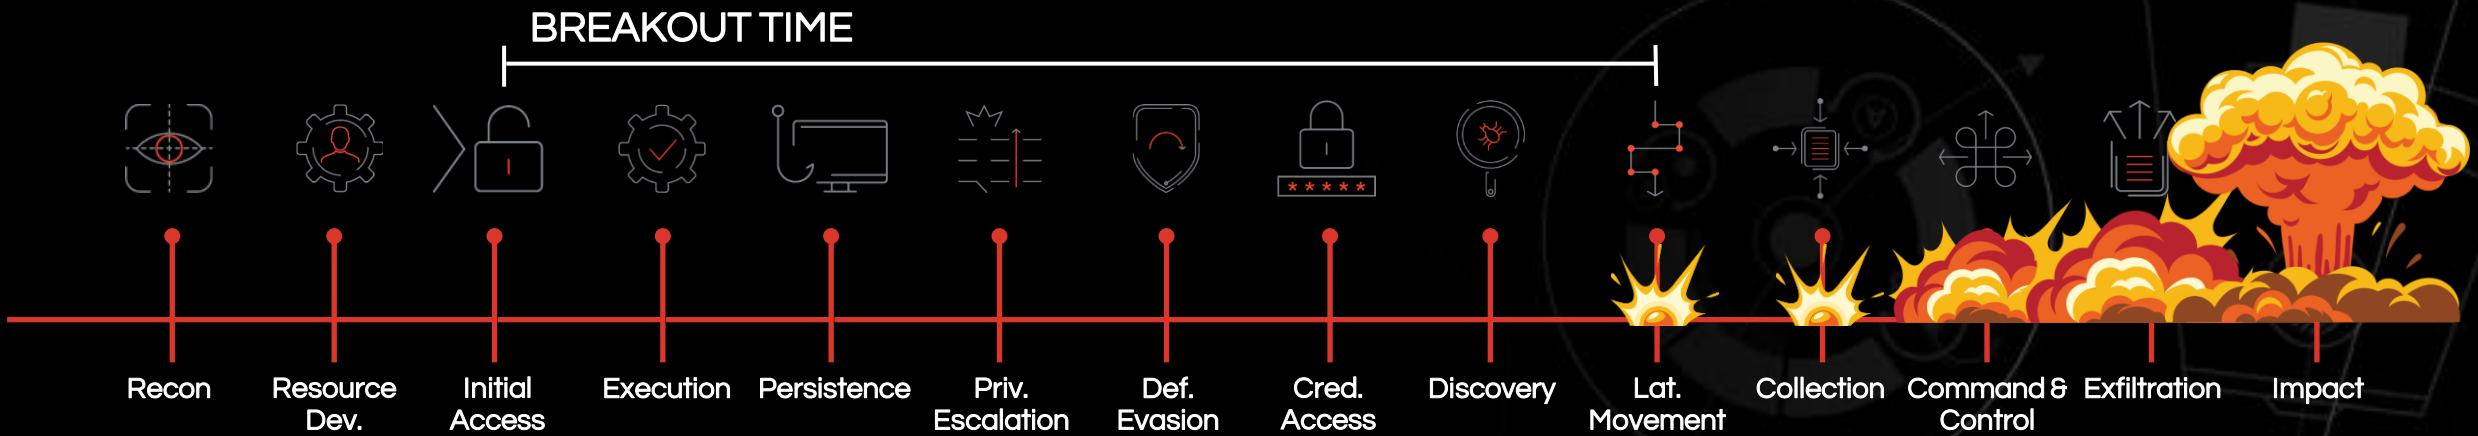 BREAKOUT TIME
*****
Recon
Resource
Dev.
Initial
Access
Execution
Persistence
Priv.
Escalation
Def.
Evasion
Cred.
Access
Discovery
Lat.
Movement
Collection
Command &
Control
Exfiltration
Impact